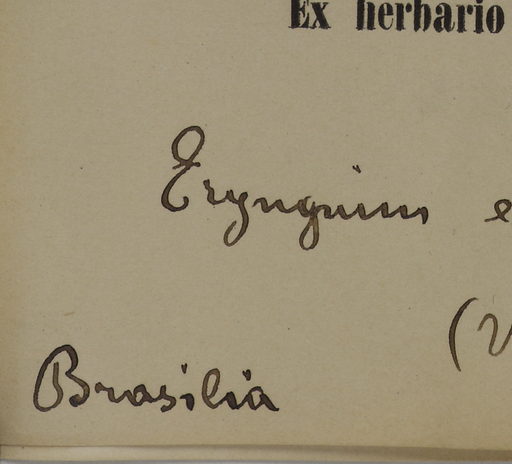 Ex herbario
Eryngium e
(V
Brasilia